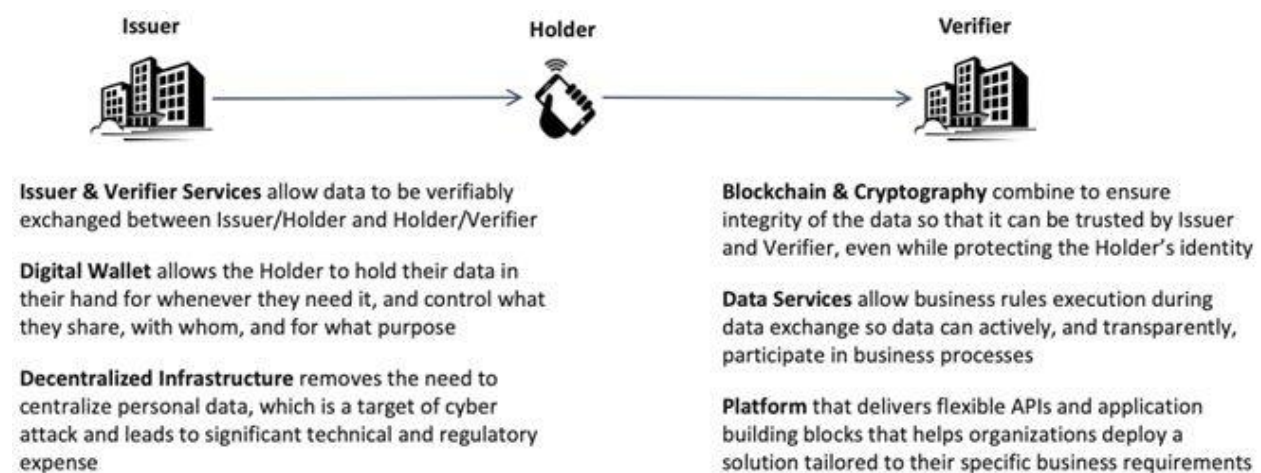 Issuer
Holder
Verifier
Issuer & Verifier Services allow data to be verifiably
exchanged between Issuer/Holder and Holder/Verifier
Digital Wallet allows the Holder to hold their data in
their hand for whenever they need it, and control what
they share, with whom, and for what purpose
Decentralized Infrastructure removes the need to
centralize personal data, which is a target of cyber
attack and leads to significant technical and regulatory
expense
Blockchain & Cryptography combine to ensure
integrity of the data so that it can be trusted by Issuer
and Verifier, even while protecting the Holder's identity
Data Services allow business rules execution during
data exchange so data can actively, and transparently,
participate in business processes
Platform that delivers flexible APIs and application
building blocks that helps organizations deploy a
solution tailored to their specific business requirements